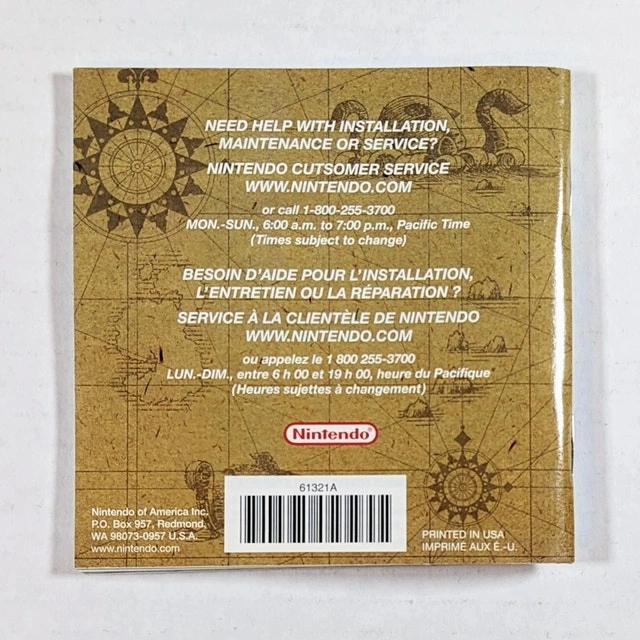 NEED HELP WITH INSTALLATION,
MAINTENANCE OR SERVICE?
NINTENDO CUTSOMER SERVICE
WWW.NINTENDO.COM
or call 1-800-255-3700
MON.-SUN., 6:00 a.m. to 7:00 p.m., Pacific Time
(Times subject to change)
BESOIN D'AIDE POUR L'INSTALLATION,
L'ENTRETIEN OU LA RÉPARATION ?
SERVICE À LA CLIENTÈLE DE NINTENDO
WWW.NINTENDO.COM
ou appelez le 1 800 255-3700
LUN.-DIM., entre 6 h 00 et 19 h 00, heure du Pacifique
(Heures sujettes à changement)
Nintendo®
61321A
Nintendo of America Inc.
P.O. Box 957, Redmond,
WA 98073-0957 U.S.A.
www.nintendo.com
PRINTED IN USA
IMPRIMÉ AUX É.-U.